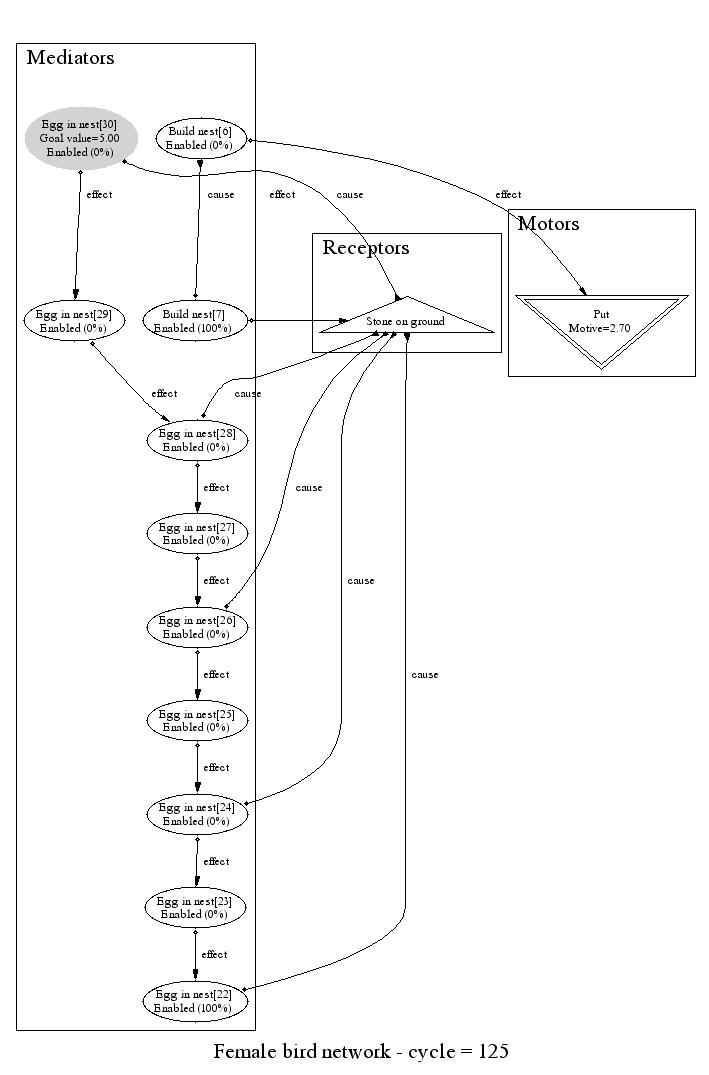 Mediators
Egg in nest[30]
Goal value=5.00
Enabled (0%)
Build nest[6]
Enabled (0%)
effect
cause
effect
cause
effect
Motors
Receptors
Egg in nest[29]
Enabled (0%)
Build nest[7]
Enabled (100%)
Stone on ground
Put
Motive=2.70
effect
cause
Egg in nest[28]
Enabled (0%)
effect
cause
Egg in nest[27]
Enabled (0%)
effect
cause
Egg in nest[26]
Enabled (0%)
effect
cause
Egg in nest[25]
Enabled (0%)
effect
Egg in nest[24]
Enabled (0%)
effect
Egg in nest[23]
Enabled (0%)
effect
Egg in nest[22]
Enabled (100%)
Female bird network - cycle = 125